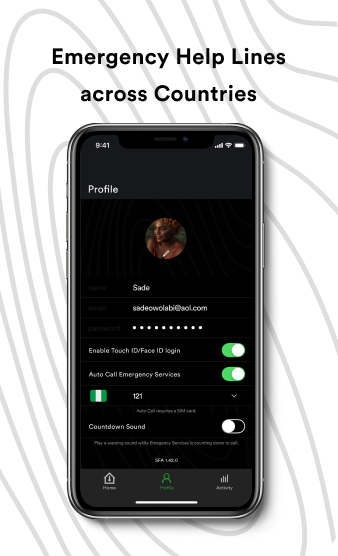 Emergency Help Lines
across Countries
9:41
Profile
name Sade
email sadeowolabi@aol.com
password ● ● ● ● ● ● ● ● ● ●
Enable Touch ID/Face ID login
Auto Call Emergency Services
121
Auto Call requires a SIM card.
Countdown Sound
Play a warning sound while Emergency Services is counting down to call.
SFA 1.42.0
Home Profile Activity